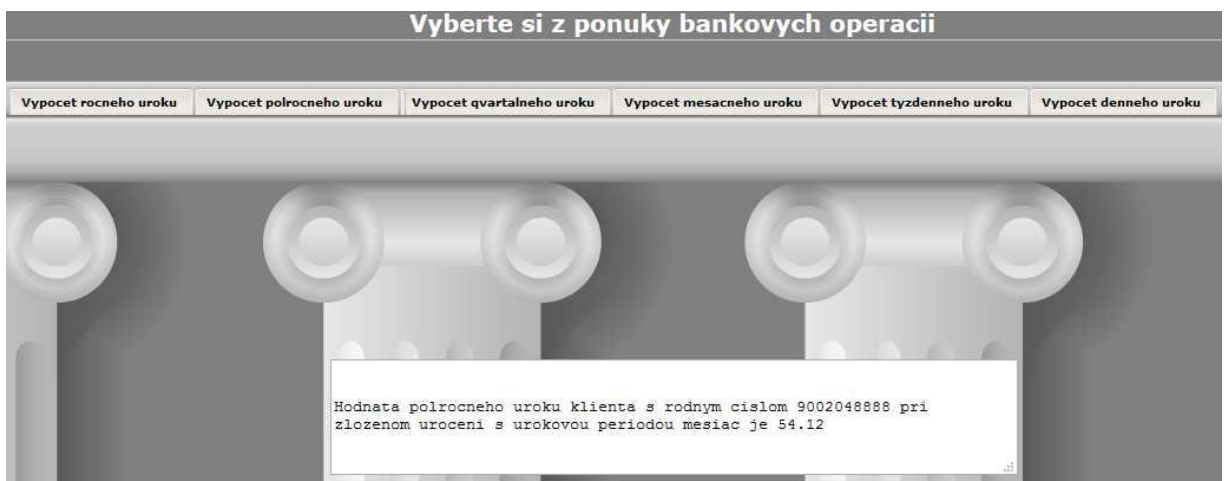 Vyberte si z ponuky bankovych operacii
Vypocet rocneho uroku Vypocet polrocneho uroku Vypocet qvartalneho uroku Vypocet mesacneho uroku Vypocet tyzdenneho uroku Vypocet denneho uroku
Hodnata polrocneho uroku klienta s rodnym cislom 9002048888 pri
zlozenom uroceni s urokovou periodou mesiac je 54.12